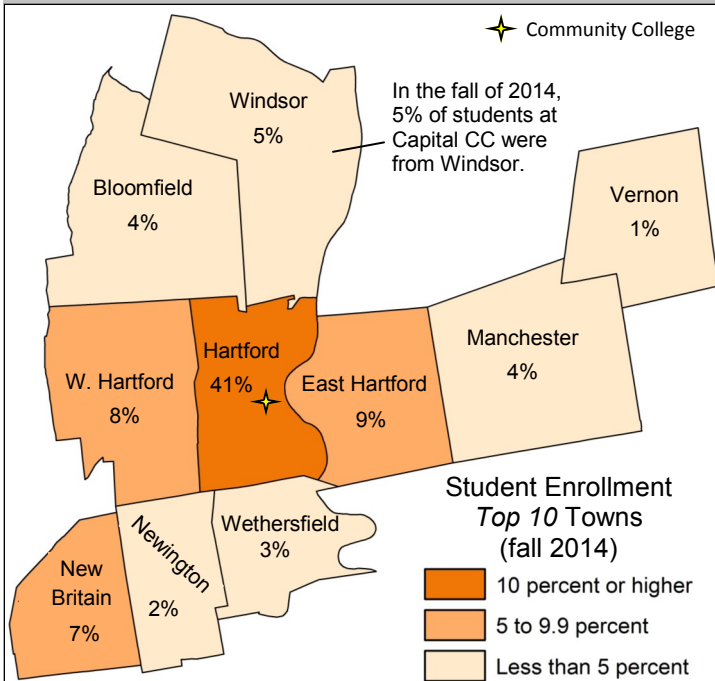 Community College
Windsor
5%
In the fall of 2014,
5% of students at
Capital CC were
from Windsor.
Bloomfield
4%
Vernon
1%
Hartford
41%
W. Hartford
8%
East Hartford
9%
Manchester
4%
Wethersfield
3%
Newington
2%
New
Britain
7%
Student Enrollment
Top 10 Towns
(fall 2014)
10 percent or higher
5 to 9.9 percent
Less than 5 percent